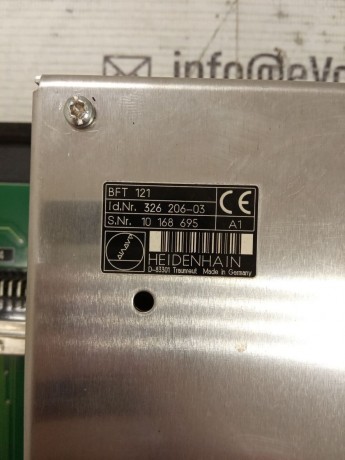 info@eVo
BFT 121
CE
Id.Nr. 326 206-03
S.Nr. 10 168 695 A1
HEIDENHAIN
D-83301 Traunreut Made in Germany